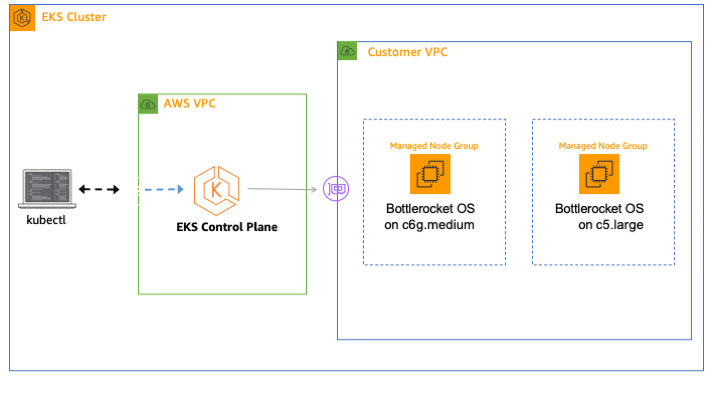 EKS Cluster
Customer VPC
AWS VPC
Managed Node Group
Managed Node Group
Bottlerocket OS
on c6g.medium
Bottlerocket OS
on c5.large
kubectl
EKS Control Plane